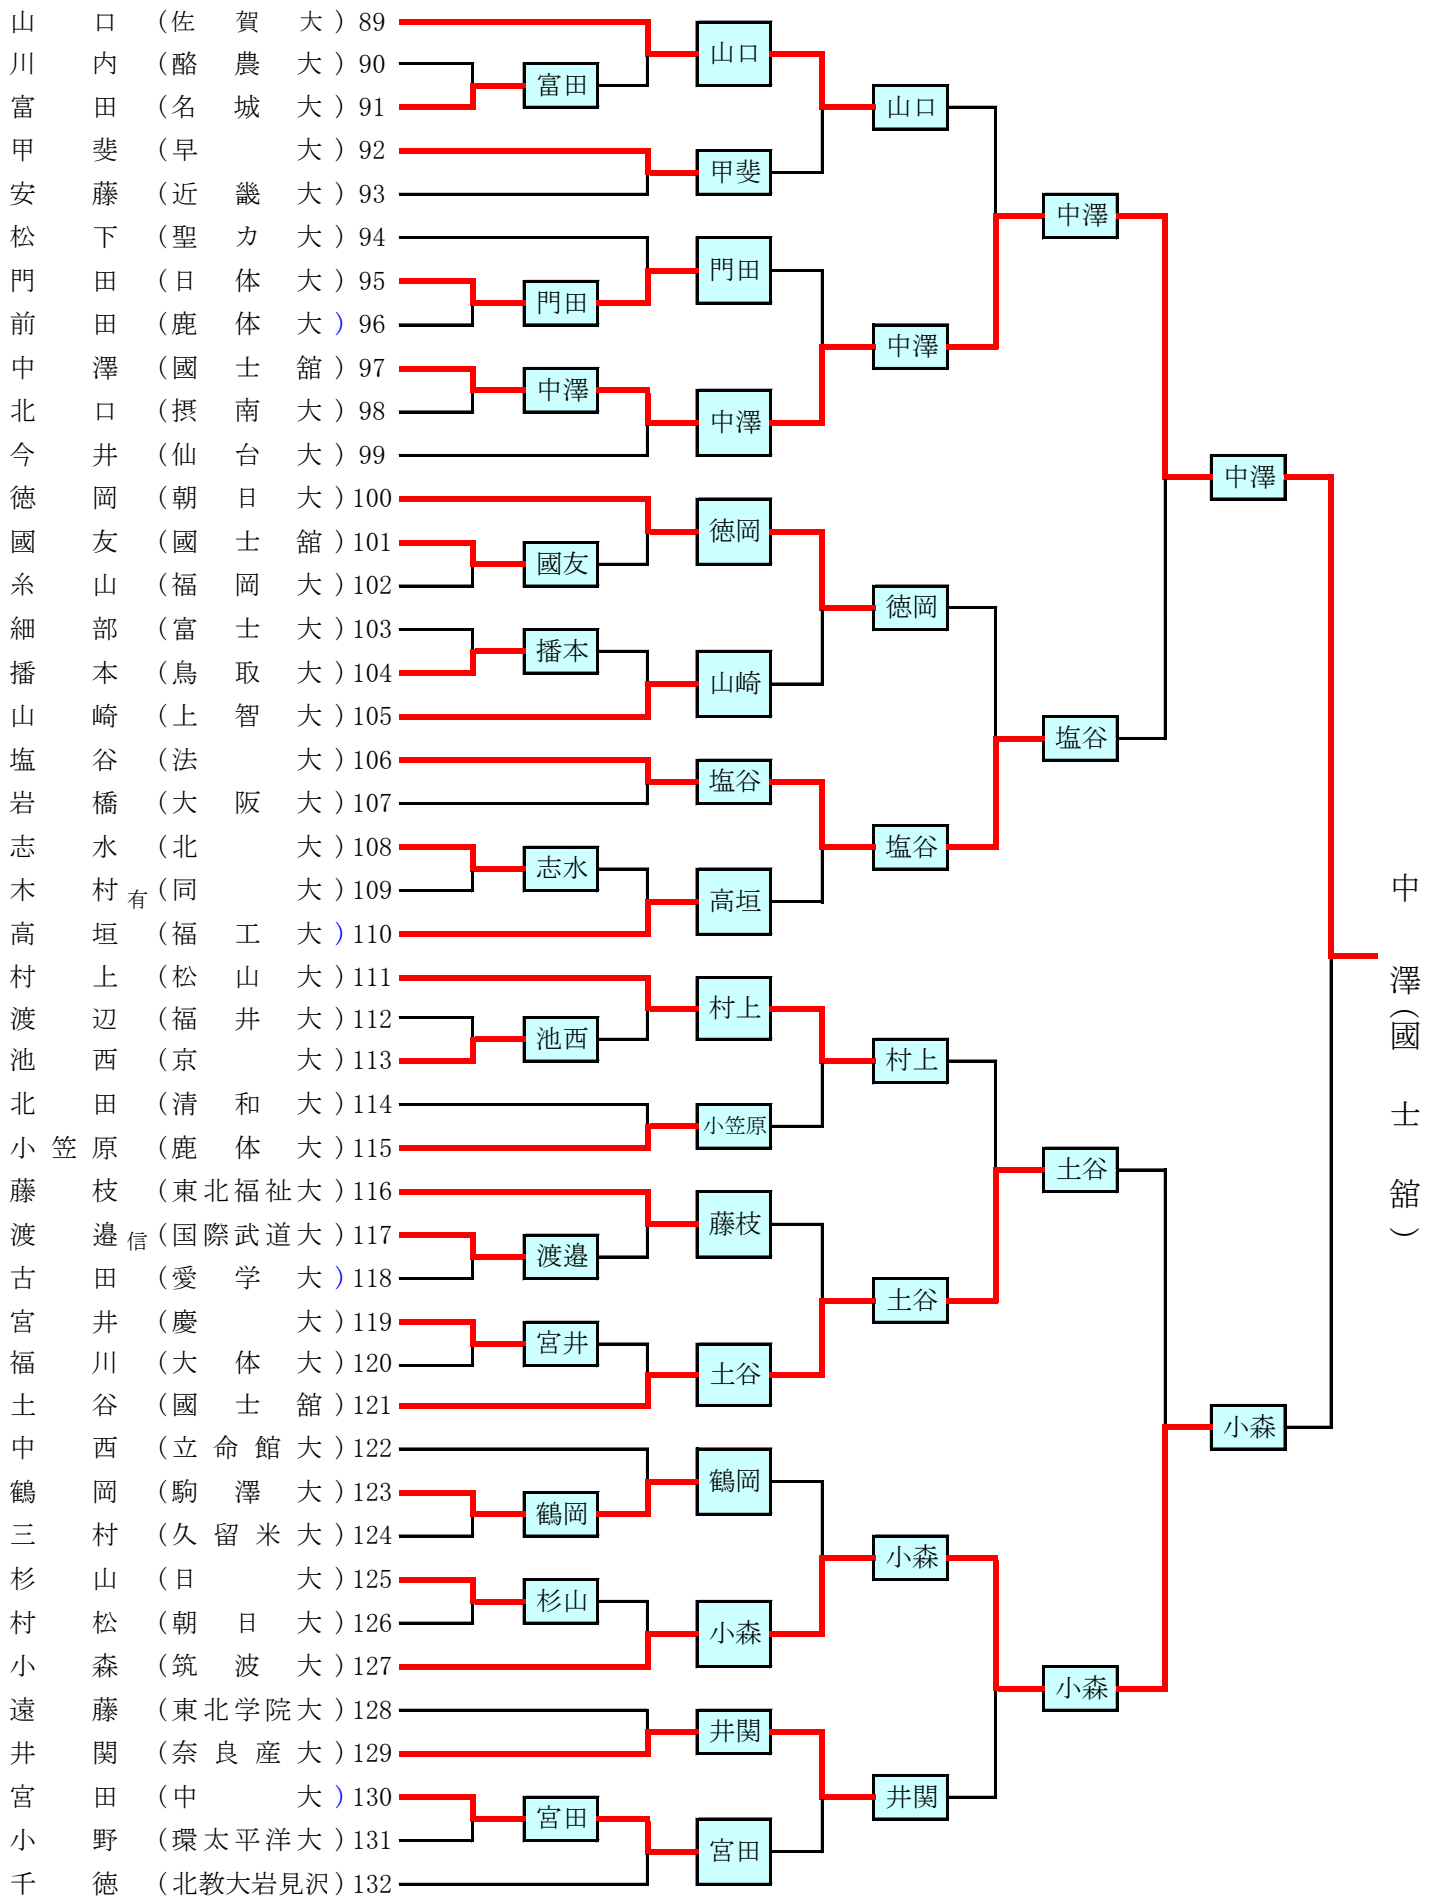 山口(佐賀大)89
川内(酪農大)90
富田(名城大)91
甲斐(早大)92
安藤(近畿大)93
松下(聖カ大)94
門田(日体大)95
前田(鹿体大)96
中澤(國士舘)97
北口(摂南大)98
今井(仙台大)99
徳岡(朝日大)100
國友(國士舘)101
糸山(福岡大)102
細部(富士大)103
播本(鳥取大)104
山崎(上智大)105
塩谷(法大)106
岩橋(大阪大)107
志水(北大)108
木村有(同大)109
高垣(福工大)110
村上(松山大)111
渡辺(福井大)112
池西(京大)113
北田(清和大)114
小笠原(鹿体大)115
藤枝(東北福祉大)116
渡邉信(国際武道大)117
古田(愛学大)118
宮井(慶大)119
福川(大体大)120
土谷(國士舘)121
中西(立命館大)122
鶴岡(駒澤大)123
三村(久留米大)124
杉山(日大)125
村松(朝日大)126
小森(筑波大)127
遠藤(東北学院大)128
井関(奈良産大)129
宮田(中大)130
小野(環太平洋大)131
千徳(北教大岩見沢)132
富田
門田
中澤
國友
播本
志水
池西
渡邉
宮井
鶴岡
杉山
宮田
山口
甲斐
門田
中澤
徳岡
山崎
塩谷
高垣
村上
小笠原
藤枝
土谷
鶴岡
小森
井関
宮田
山口
中澤
徳岡
塩谷
村上
土谷
小森
井関
中澤
塩谷
土谷
小森
中澤
小森
中澤(國士舘)